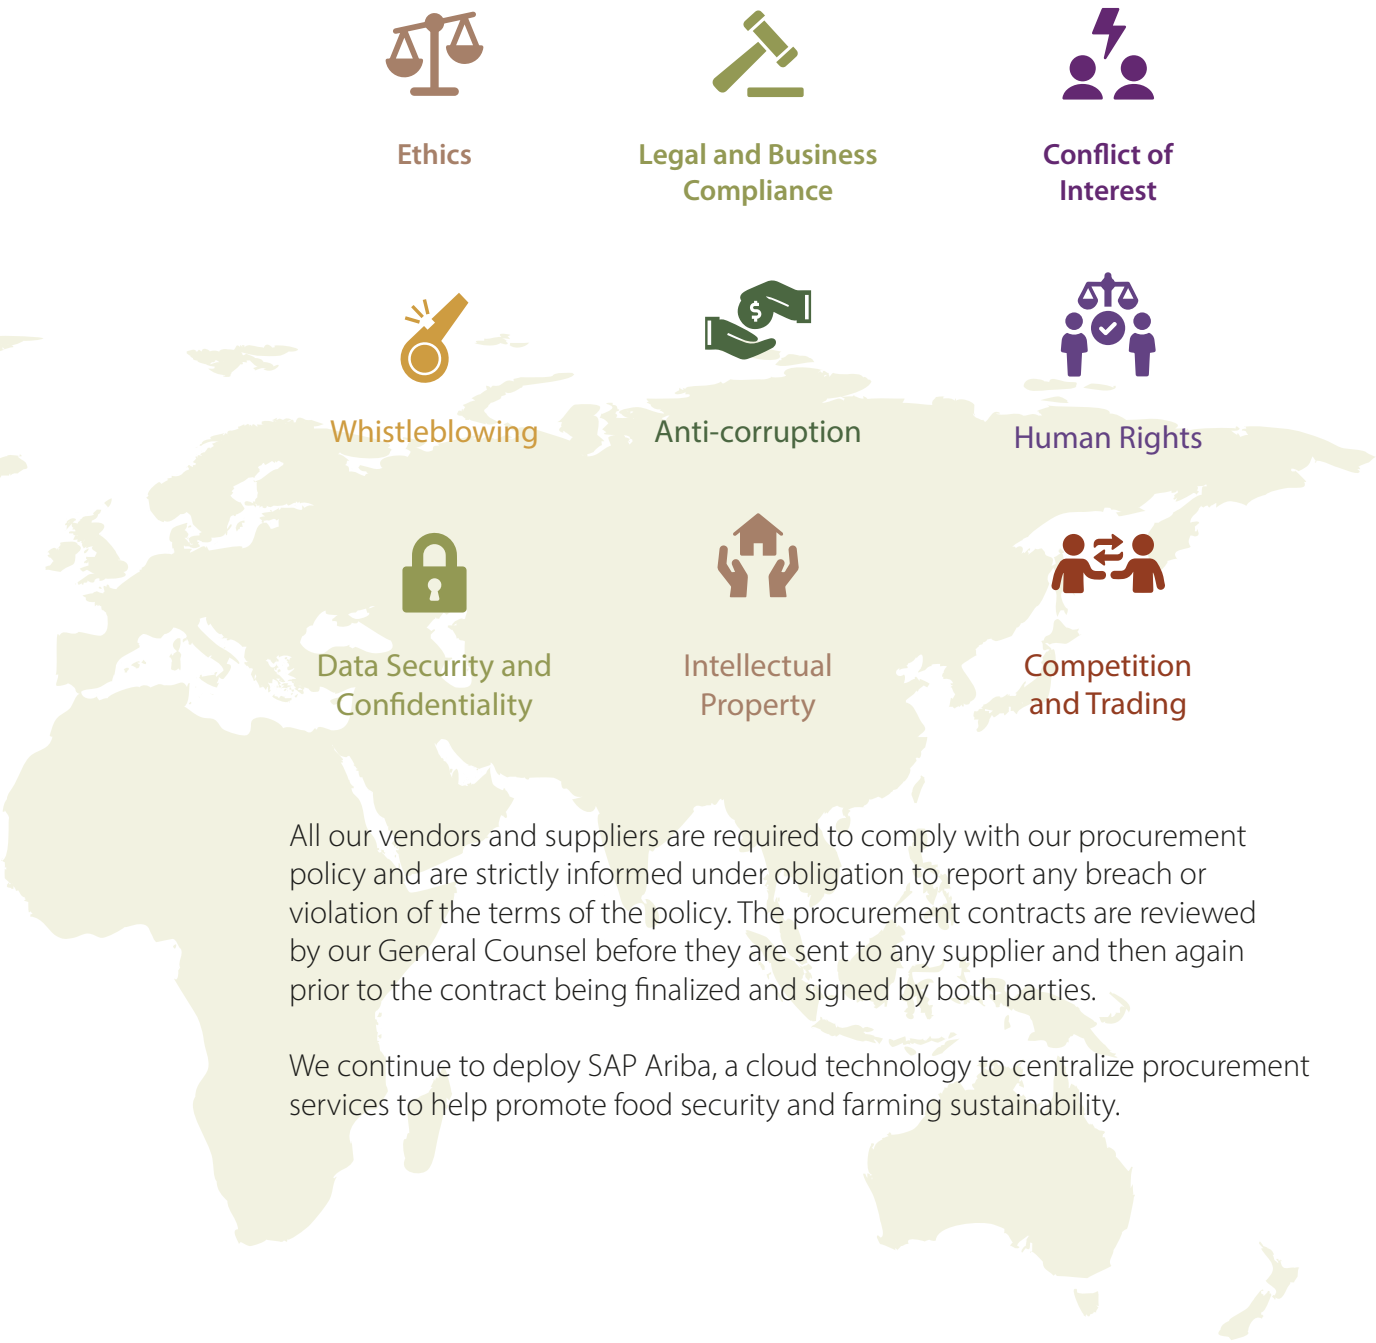 Ethics
Legal and Business
Compliance
Conflict of
Interest
Whistleblowing
Anti-corruption
Human Rights
Data Security and
Confidentiality
Intellectual
Property
Competition
and Trading
All our vendors and suppliers are required to comply with our procurement
policy and are strictly informed under obligation to report any breach or
violation of the terms of the policy. The procurement contracts are reviewed
by our General Counsel before they are sent to any supplier and then again
prior to the contract being finalized and signed by both parties.
We continue to deploy SAP Ariba, a cloud technology to centralize procurement
services to help promote food security and farming sustainability.